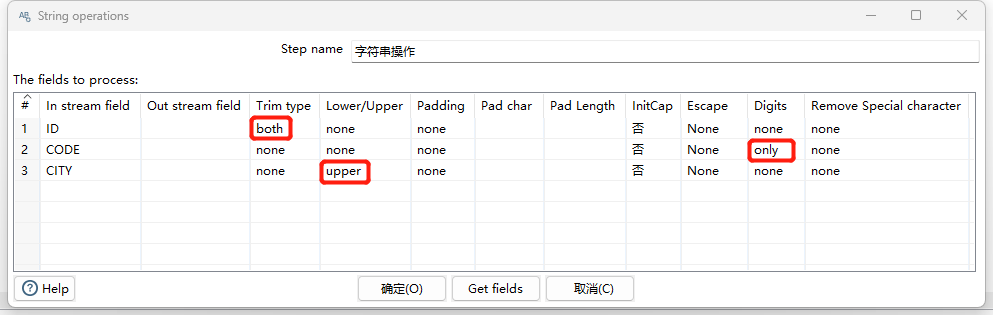 String operations
Step name 字符串操作
The fields to process:
# In stream field Out stream field Trim type Lower/Upper Padding Pad char Pad Length InitCap Escape Digits Remove Special character
1 ID both none none 否 None none none
2 CODE none none none 否 None only none
3 CITY none upper none 否 None none none
Help 确定(O) Get fields 取消(C)